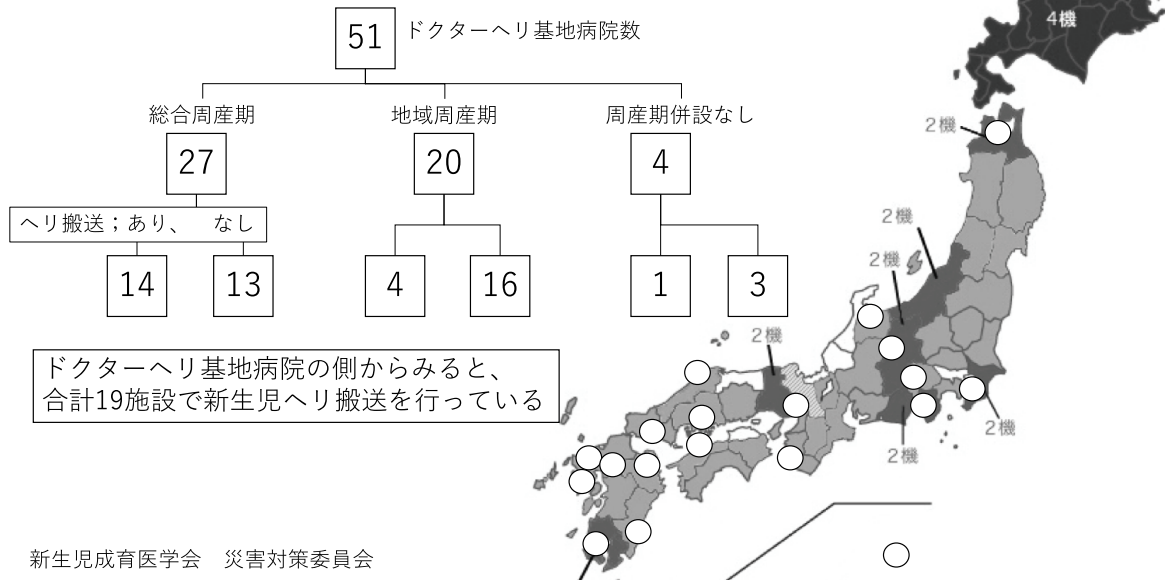 51 ドクターヘリ基地病院数
総合周産期 地域周産期 周産期併設なし
27 20 4
ヘリ搬送；あり、 なし
14 13 4 16 1 3
ドクターヘリ基地病院の側からみると、
合計19施設で新生児ヘリ搬送を行っている
新生児成育医学会 災害対策委員会
4機
2機
2機
2機
2機
2機
2機